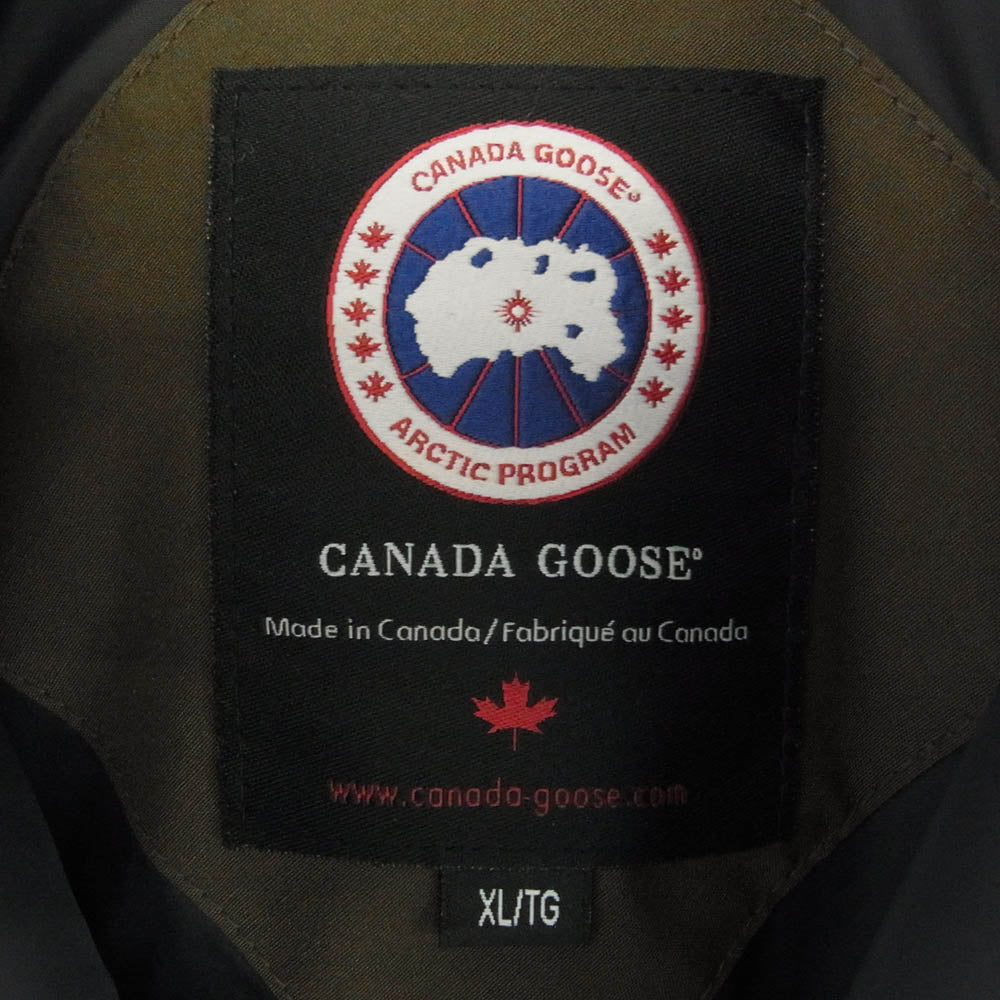 CANADA GOOSE®
ARCTIC PROGRAM
CANADA GOOSE®
Made in Canada/Fabriqué au Canada
www.canada-goose.com
XL/TG